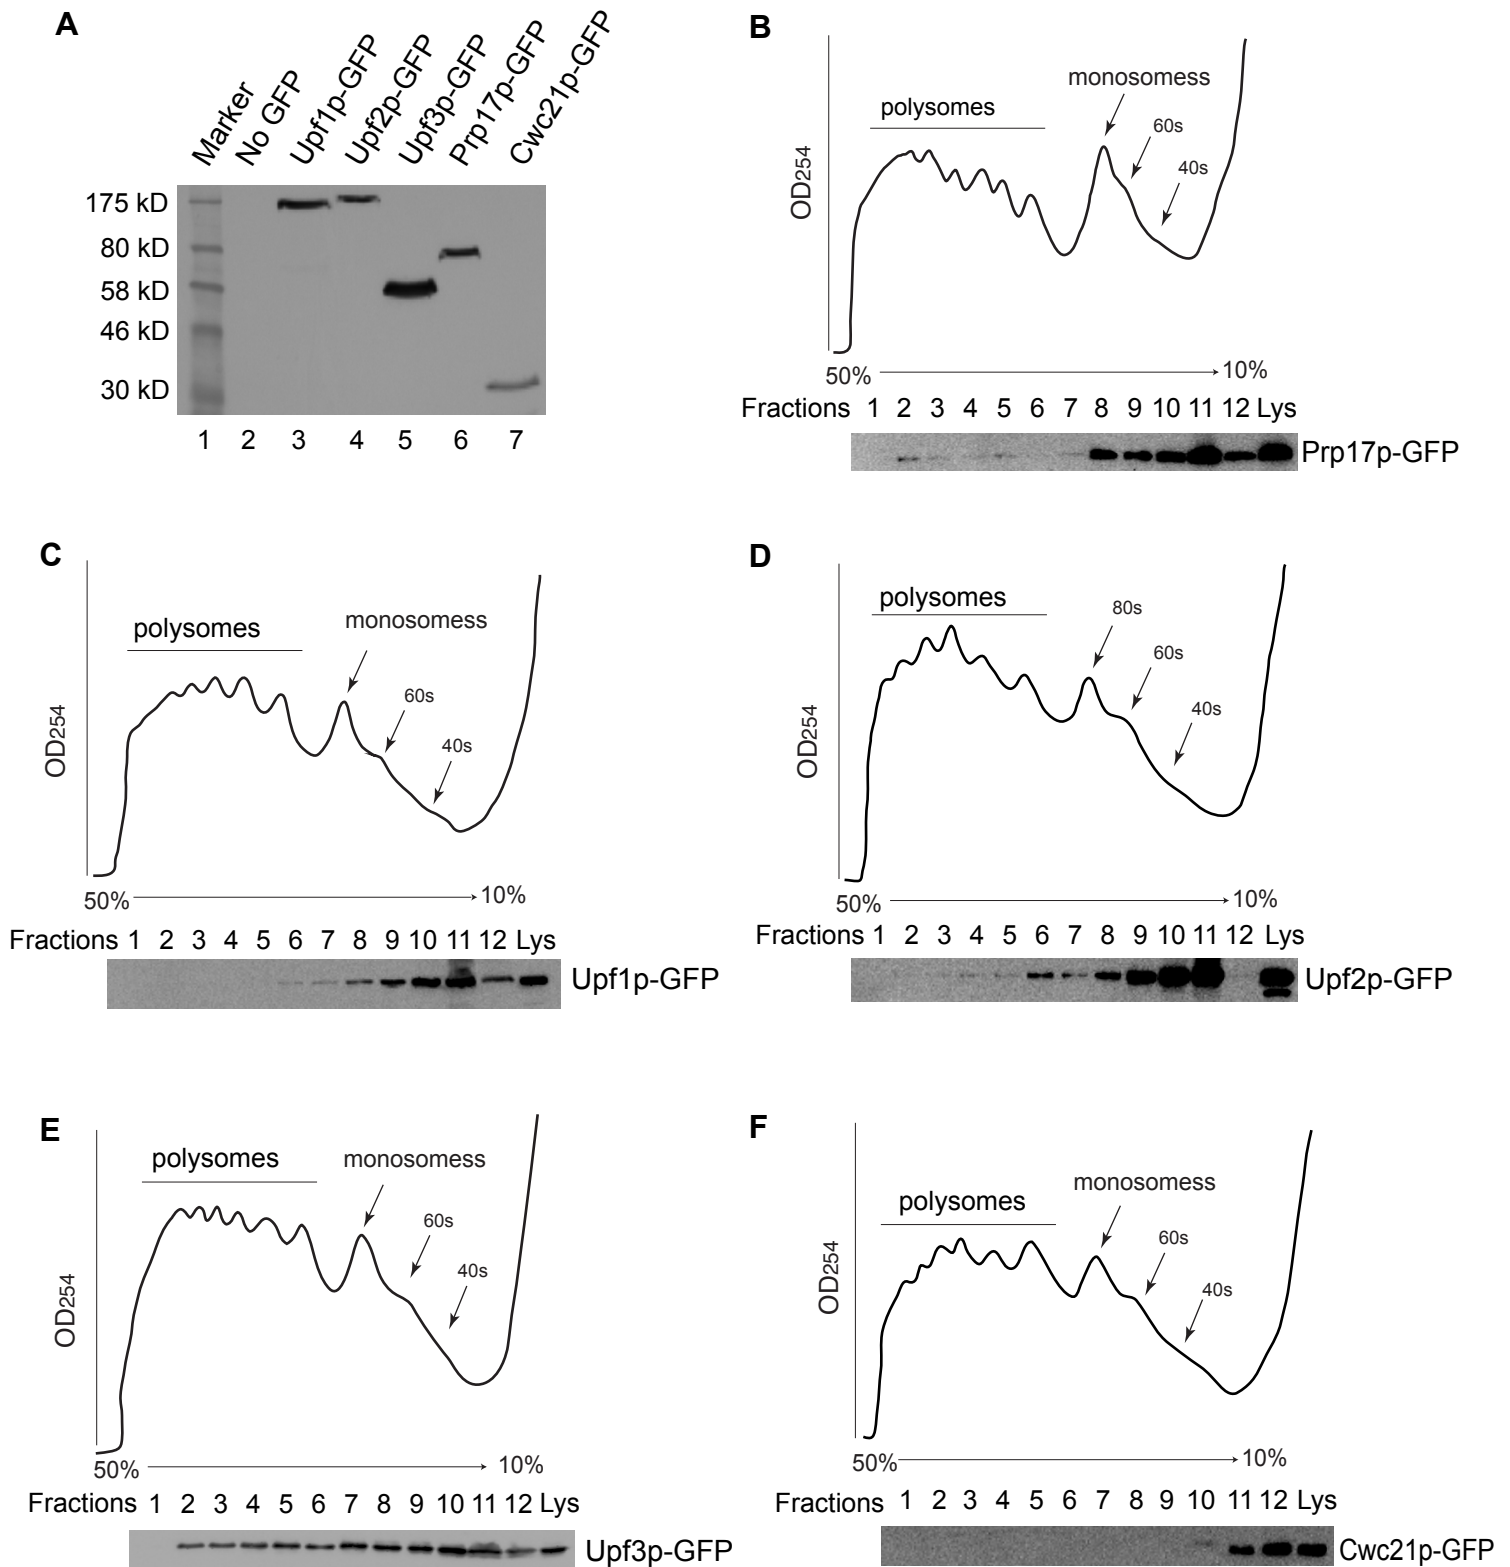 A
Marker
No GFP
Upf1p-GFP
Upf2p-GFP
Upf3p-GFP
Prp17p-GFP
Cwc21p-GFP
175 kD
80 kD
58 kD
46 kD
30 kD
1 2 3 4 5 6 7
B
monosomess
polysomes
60s
40s
OD254
50% 10%
Fractions 1 2 3 4 5 6 7 8 9 10 11 12 Lys
Prp17p-GFP
C
monosomess
polysomes
60s
40s
OD254
50% 10%
Fractions 1 2 3 4 5 6 7 8 9 10 11 12 Lys
Upf1p-GFP
D
polysomes
80s
60s
40s
OD254
50% 10%
Fractions 1 2 3 4 5 6 7 8 9 10 11 12 Lys
Upf2p-GFP
E
polysomes
monosomess
60s
40s
OD254
50% 10%
Fractions 1 2 3 4 5 6 7 8 9 10 11 12 Lys
Upf3p-GFP
F
monosomess
polysomes
60s
40s
OD254
50% 10%
Fractions 1 2 3 4 5 6 7 8 9 10 11 12 Lys
Cwc21p-GFP